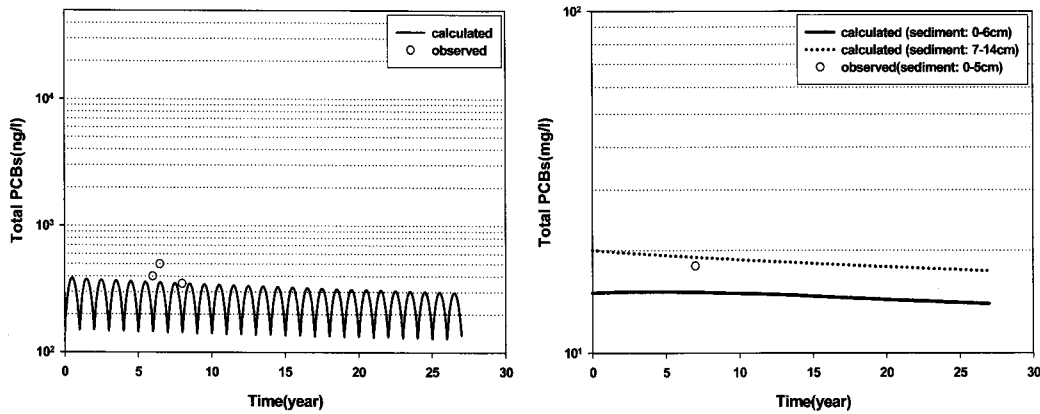 calculated
observed
10⁴
10³
10²
Total PCBs(ng/l)
0 5 10 15 20 25 30
Time(year)
calculated (sediment: 0-6cm)
calculated (sediment: 7-14cm)
observed(sediment: 0-5cm)
10²
10¹
Total PCBs(mg/l)
0 5 10 15 20 25 30
Time(year)